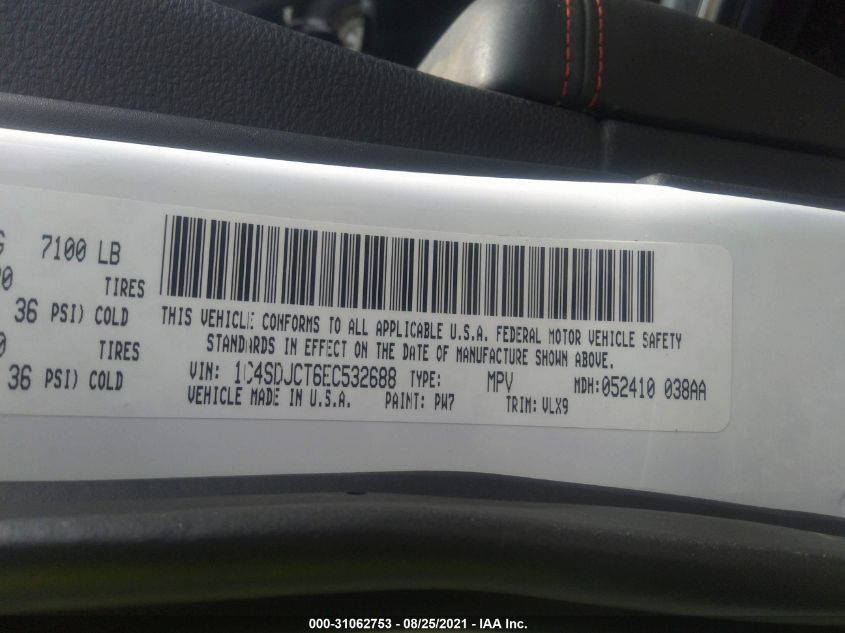 G 7100 LB
TIRES
36 PSI) COLD
TIRES
36 PSI) COLD
THIS VEHICLE CONFORMS TO ALL APPLICABLE U.S.A. FEDERAL MOTOR VEHICLE SAFETY
STANDARDS IN EFFECT ON THE DATE OF MANUFACTURE SHOWN ABOVE.
VIN: 1C4SDJCT6EC532688 TYPE: MPV MDH:052410 038AA
VEHICLE MADE IN U.S.A. PAINT: PW7 TRIM: VLX9
000-31062753 - 08/25/2021 - IAA Inc.